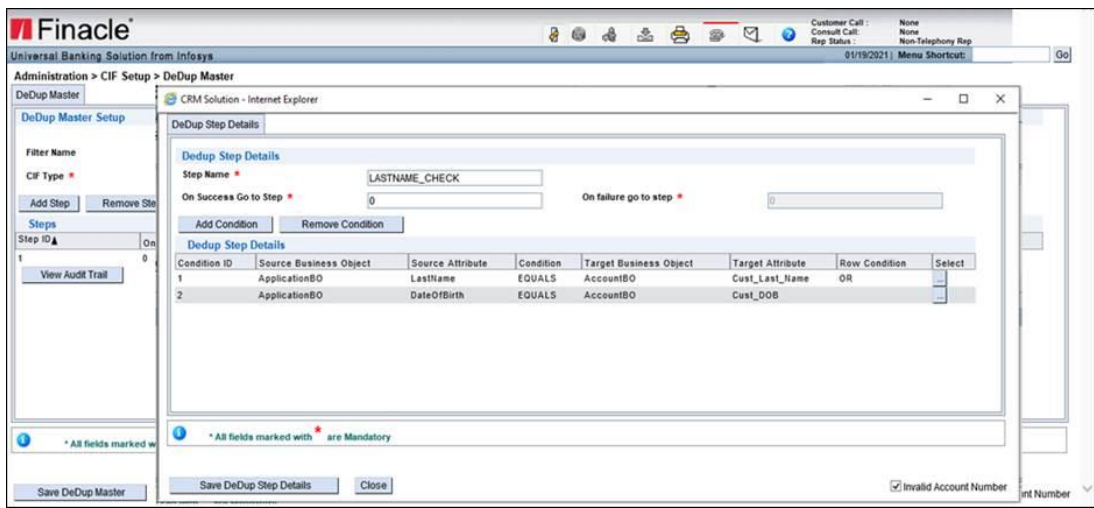 Finacle
Customer Call : None
Consult Call: None
Rep Status : Non-Telephony Rep
Universal Banking Solution from Infosys
01/19/2021 | Menu Shortcut: Go
Administration > CIF Setup > DeDup Master
DeDup Master
DeDup Master Setup
Filter Name
CIF Type *
Add Step Remove Ste
Steps
Step ID On
1 0
View Audit Trail
* All fields marked w
Save DeDup Master
CRM Solution - Internet Explorer
DeDup Step Details
Dedup Step Details
Step Name * LASTNAME_CHECK
On Success Go to Step * 0 On failure go to step * 0
Add Condition Remove Condition
Dedup Step Details
Condition ID Source Business Object Source Attribute Condition Target Business Object Target Attribute Row Condition Select
1 ApplicationBO LastName EQUALS AccountBO Cust_Last_Name OR ...
2 ApplicationBO DateOfBirth EQUALS AccountBO Cust_DOB ...
* All fields marked with * are Mandatory
Save DeDup Step Details Close
Invalid Account Number
nt Number